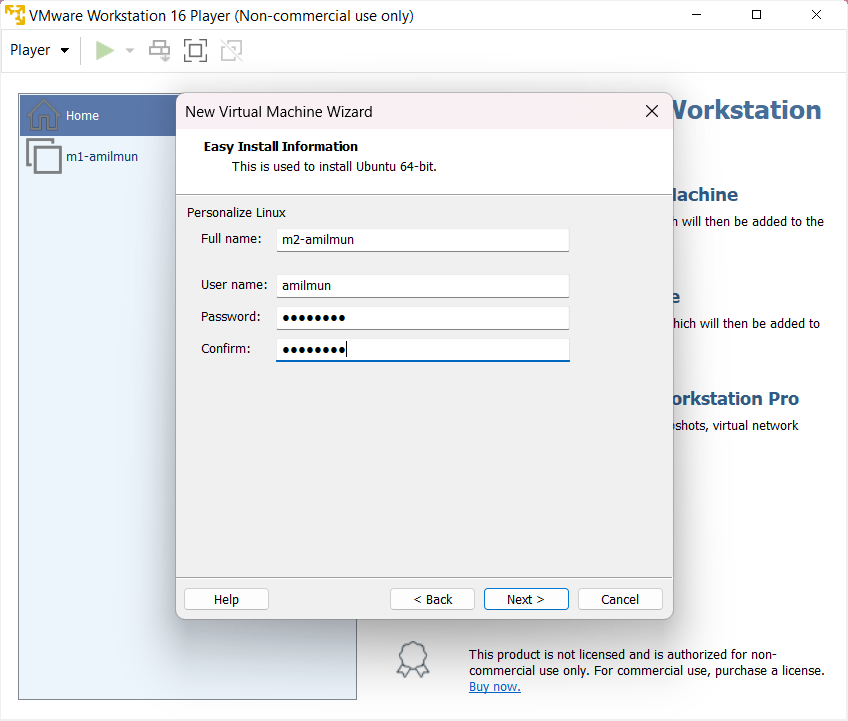 VMware Workstation 16 Player (Non-commercial use only)
Player
Home
m1-amilmun
Workstation
Machine
will then be added to the
which will then be added to
Workstation Pro
virtual network
New Virtual Machine Wizard
Easy Install Information
This is used to install Ubuntu 64-bit.
Personalize Linux
Full name: m2-amilmun
User name: amilmun
Password: ●●●●●●●●
Confirm: ●●●●●●●●
Help
< Back
Next >
Cancel
This product is not licensed and is authorized for non-
commercial use only. For commercial use, purchase a license.
Buy now.